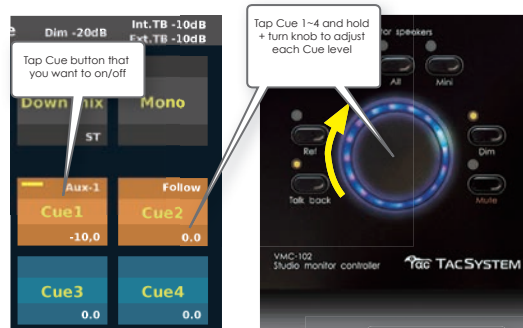 e
Dim -20dB
Int.TB -10dB
Ext.TB -10dB
Tap Cue button that
you want to on/off
Down mix
ST
Mono
Aux-1
Cue1
-10,0
Follow
Cue2
0.0
Cue3
0.0
Cue4
0.0
Tap Cue 1~4 and hold
+ turn knob to adjust
each Cue level
speakers
Alt
Mini
Ref
Dim
Talk back
Mute
VMC-102
Studio monitor controller
Tac TACSYSTEM